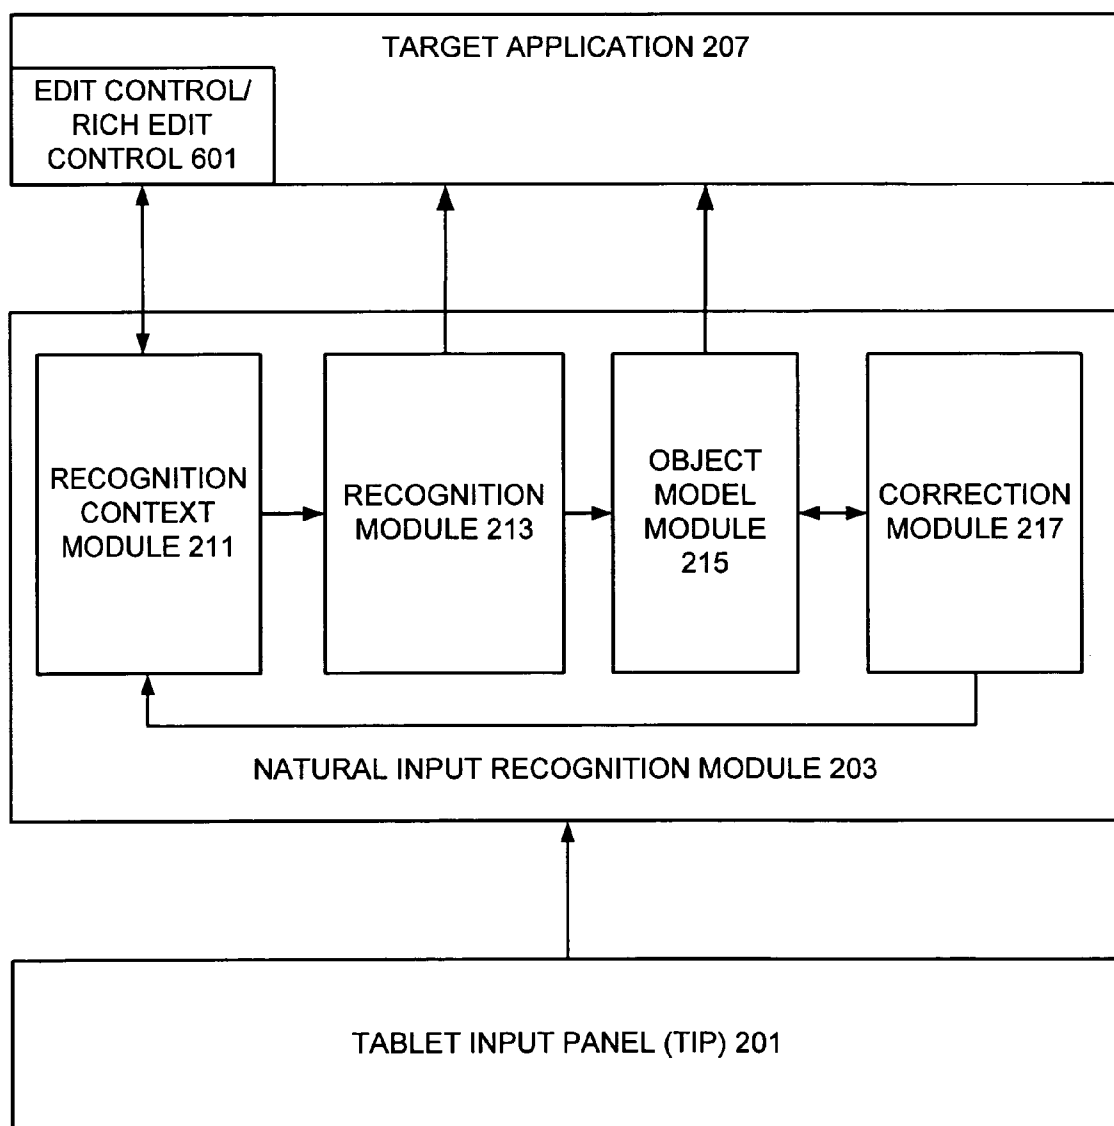 TARGET APPLICATION 207
EDIT CONTROL/
RICH EDIT
CONTROL 601
RECOGNITION
CONTEXT
MODULE 211
RECOGNITION
MODULE 213
OBJECT
MODEL
MODULE
215
CORRECTION
MODULE 217
NATURAL INPUT RECOGNITION MODULE 203
TABLET INPUT PANEL (TIP) 201